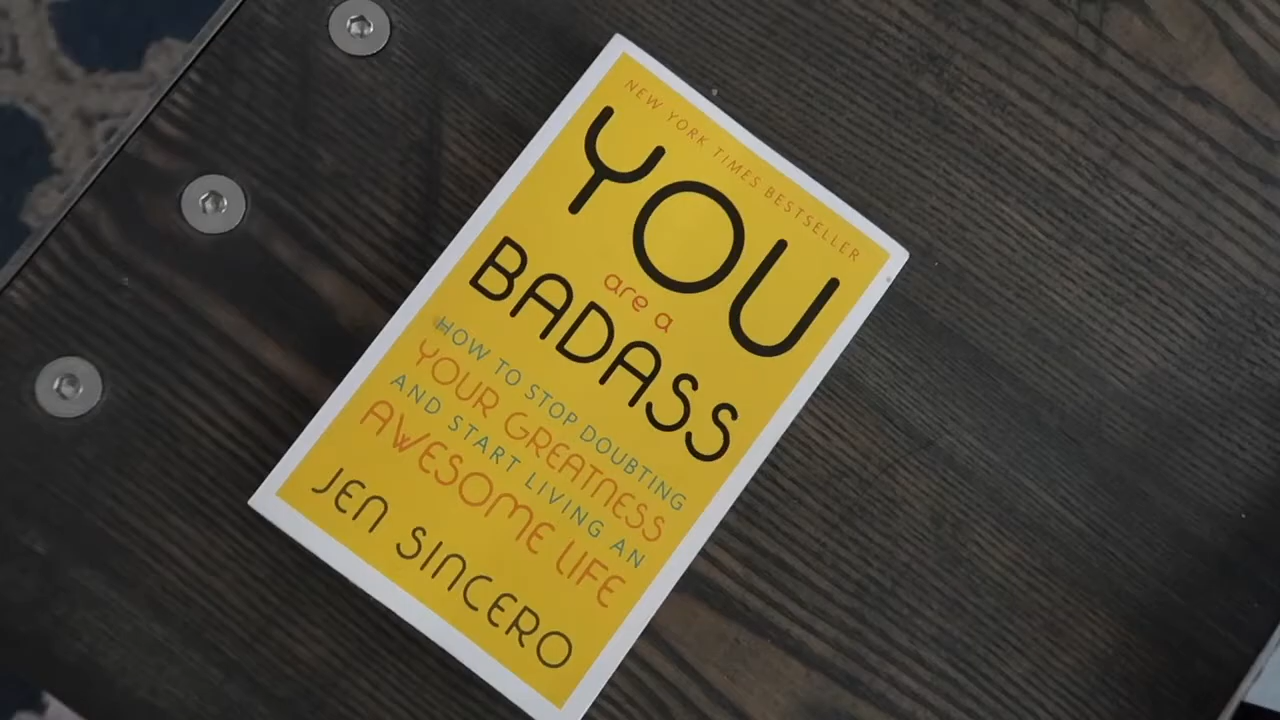 NEW YORK TIMES BESTSELLER
YOU
are a
BADASS
HOW TO STOP DOUBTING
YOUR GREATNESS
AND START LIVING AN
AWESOME LIFE
JEN SINCERO